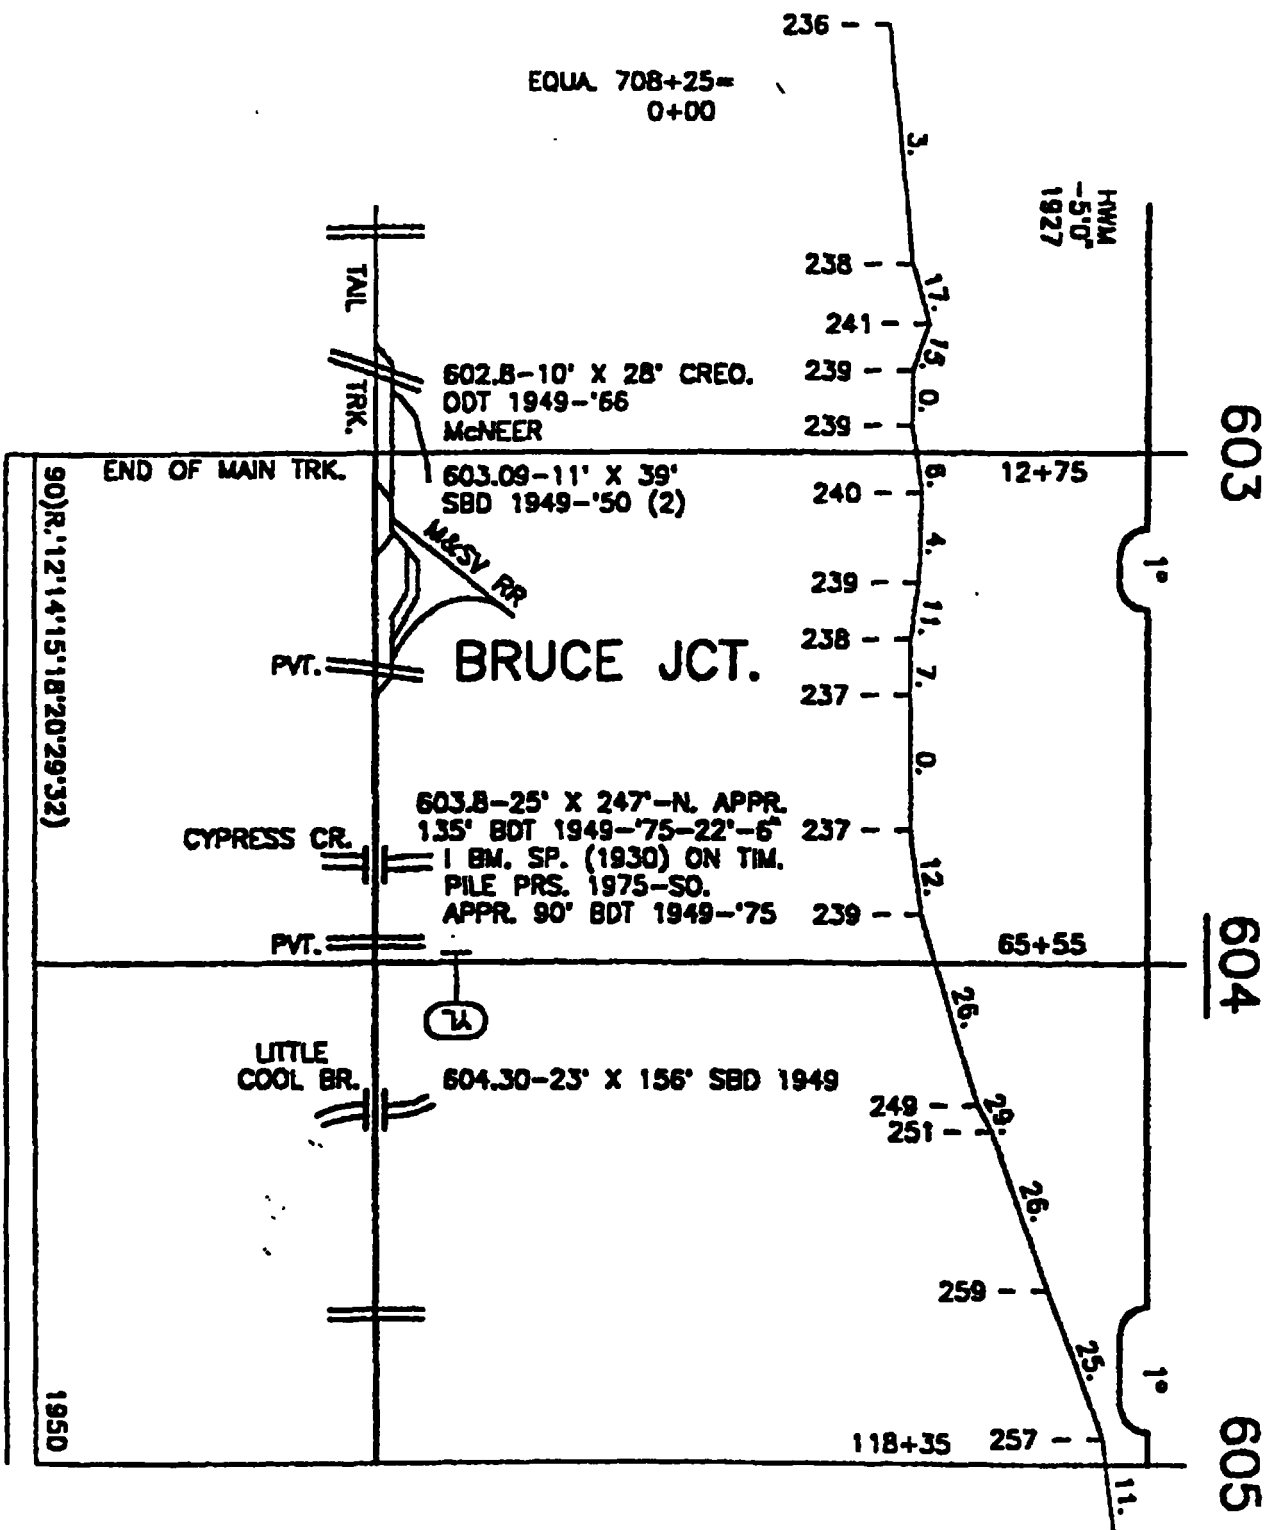 236
EQUA. 708+25=
0+00
3.
HWM
-5'0"
1927
238
17.
TAIL
241
15.
239
602.8-10' X 28' CREO.
ODT 1949-'66
McNEER
TRK.
0.
239
603
END OF MAIN TRK.
603.09-11' X 39'
SBD 1949-'50 (2)
6.
12+75
240
90)R.'12'14'15'18'20'29'32)
M&SV RR
4.
1°
239
11.
238
BRUCE JCT.
PVT.
7.
237
0.
603.8-25' X 247'-N. APPR.
135' BDT 1949-'75-22'-6"
1 BM. SP. (1930) ON TIM.
PILE PRS. 1975-SO.
APPR. 90' BDT 1949-'75
CYPRESS CR.
237
12.
239
PVT.
65+55
604
YL
26.
LITTLE
COOL BR.
604.30-23' X 156' SBD 1949
249
29.
251
26.
259
25.
1°
1950
118+35
257
605
11.